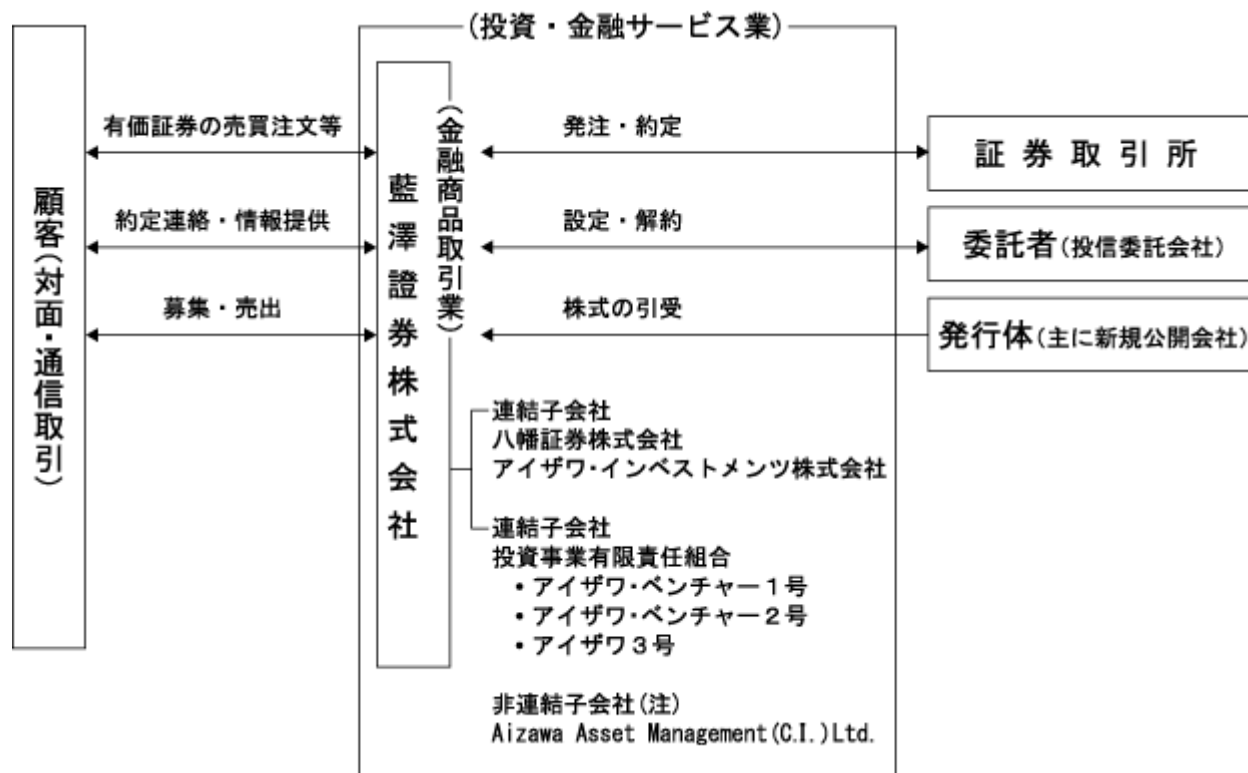 (投資・金融サービス業)
顧客(対面・通信取引)
有価証券の売買注文等
約定連絡・情報提供
募集・売出
藍澤證券株式会社
(金融商品取引業)
発注・約定
設定・解約
株式の引受
証券取引所
委託者(投信委託会社)
発行体(主に新規公開会社)
連結子会社
八幡証券株式会社
アイザワ・インベストメンツ株式会社
連結子会社
投資事業有限責任組合
・アイザワ・ベンチャー1号
・アイザワ・ベンチャー2号
・アイザワ3号
非連結子会社(注)
Aizawa Asset Management(C.I.)Ltd.